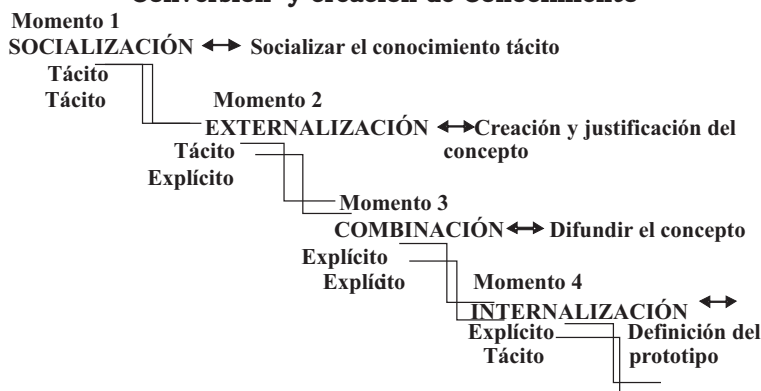 Conversión y creación de Conocimiento
Momento 1
SOCIALIZACIÓN ↔ Socializar el conocimiento tácito
Tácito
Tácito
Momento 2
EXTERNALIZACIÓN ↔ Creación y justificación del
concepto
Tácito
Explícito
Momento 3
COMBINACIÓN ↔ Difundir el concepto
Explícito
Explícito
Momento 4
INTERNALIZACIÓN ↔
Explícito
Definición del
Tácito
prototipo